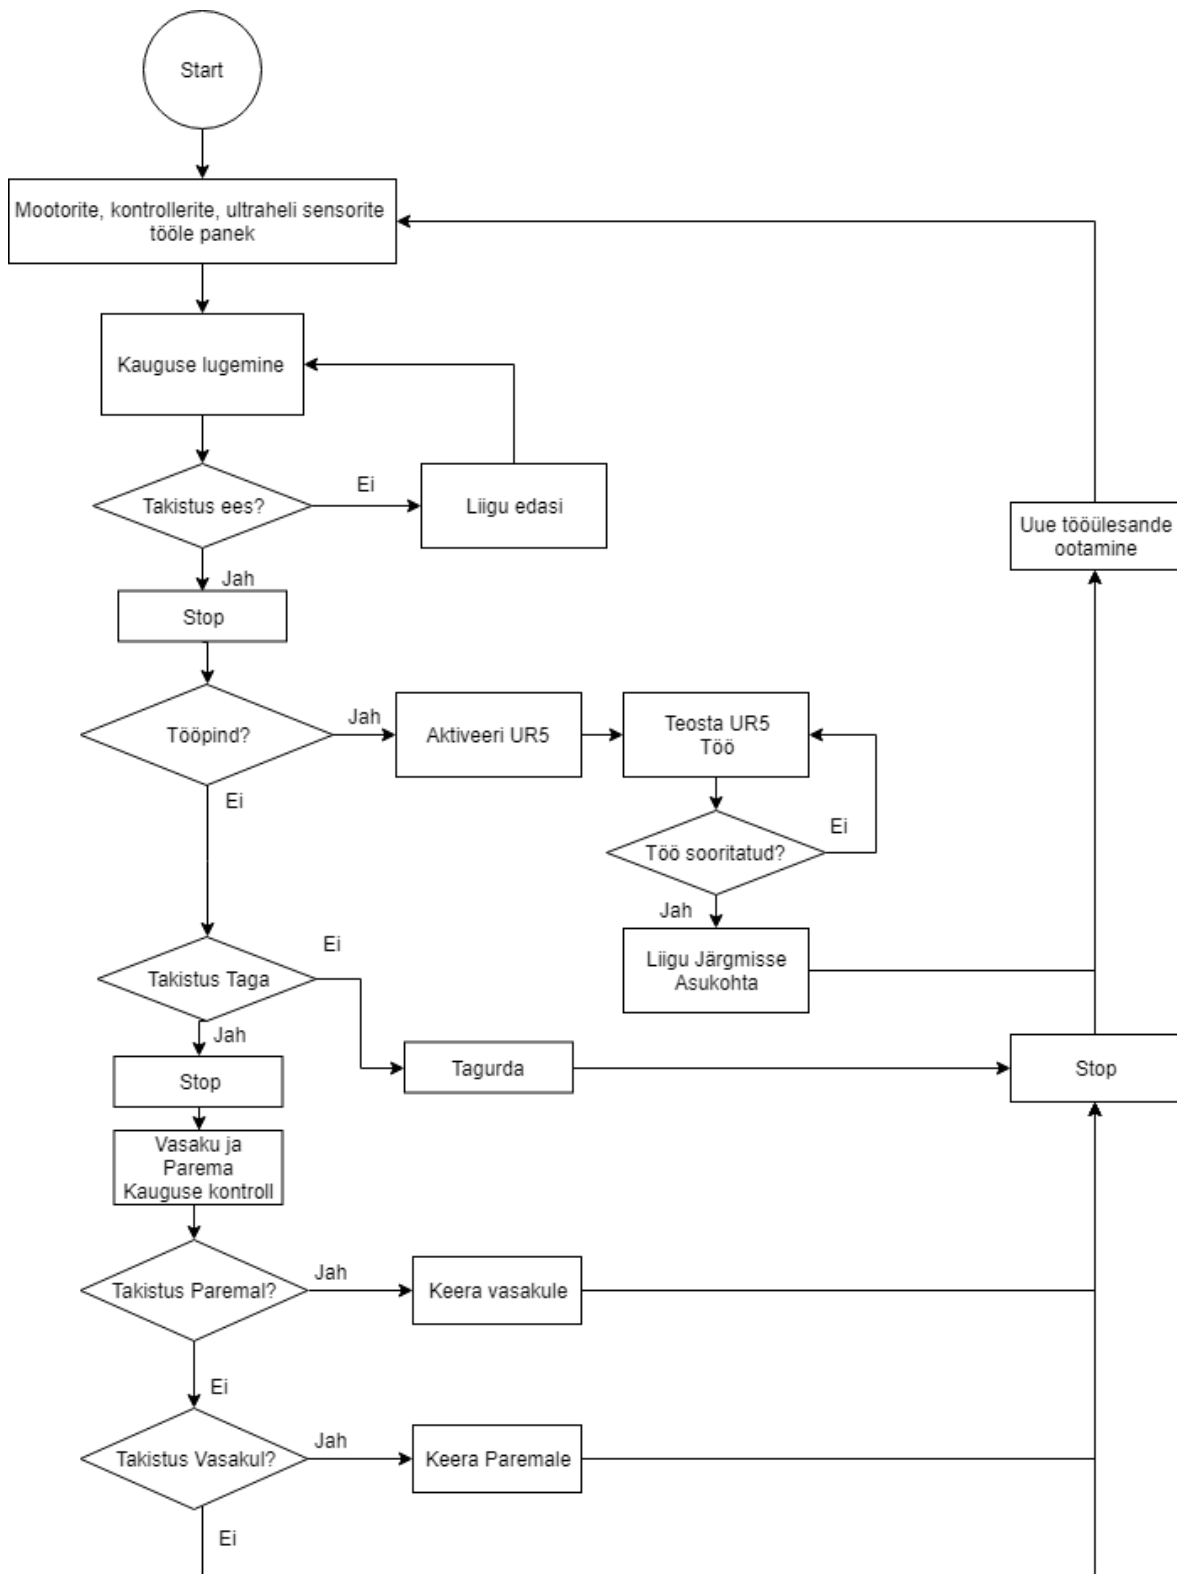 Start
Mootorite, kontrollerite, ultraheli sensorite
tööle panek
Kauguse lugemine
Takistus ees?
Ei
Liigu edasi
Uue tööülesande
ootamine
Jah
Stop
Tööpind?
Jah
Aktiveeri UR5
Teosta UR5
Töö
Ei
Töö sooritatud?
Ei
Jah
Liigu Järgmisse
Asukohta
Takistus Taga
Ei
Jah
Tagurda
Stop
Stop
Vasaku ja
Parema
Kauguse kontroll
Takistus Paremal?
Jah
Keera vasakule
Ei
Takistus Vasakul?
Jah
Keera Paremale
Ei